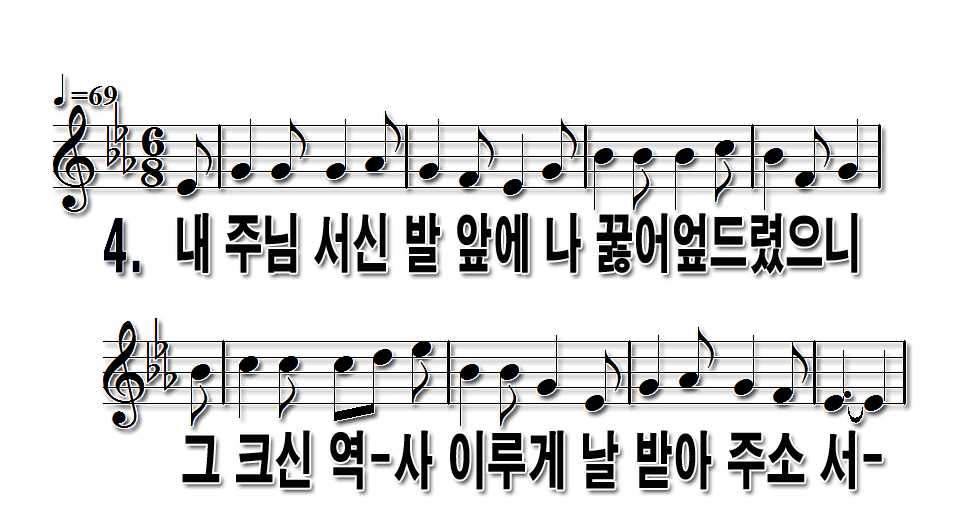 ♩=69
6
8
4. 내 주님 서신 발 앞에 나 꿇어엎드렸으니
그 크신 역-사 이루게 날 받아 주소 서-